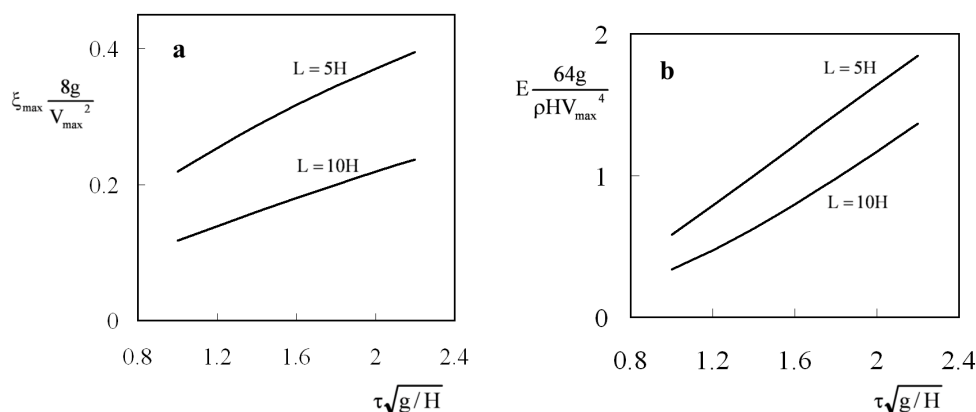 a
ξmax 8g / Vmax²
0.4
0.2
0
L = 5H
L = 10H
0.8 1.2 1.6 2 2.4
τ√g / H
b
E 64g / ρHVmax⁴
2
1
0
L = 5H
L = 10H
0.8 1.2 1.6 2 2.4
τ√g / H